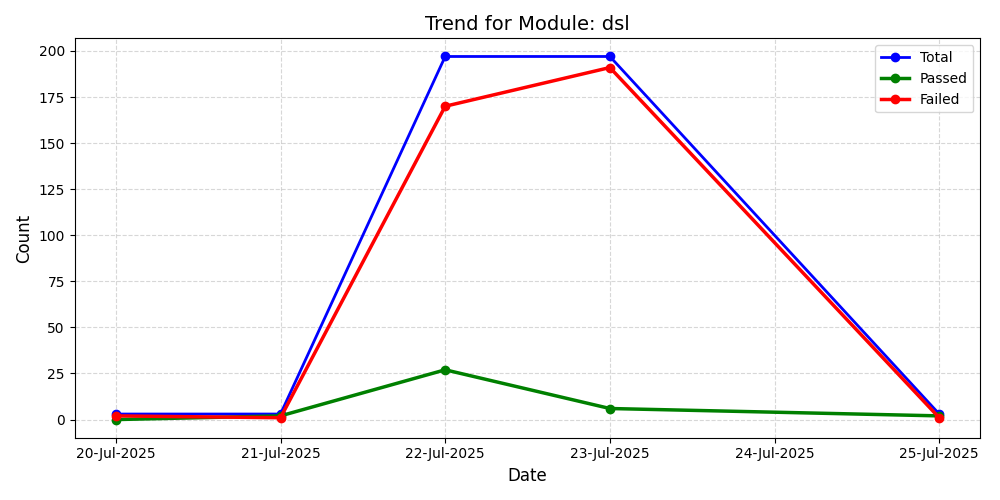 Trend for Module: dsl
Total
Passed
Failed
200
175
150
125
100
75
50
25
0
Count
20-Jul-2025 21-Jul-2025 22-Jul-2025 23-Jul-2025 24-Jul-2025 25-Jul-2025
Date